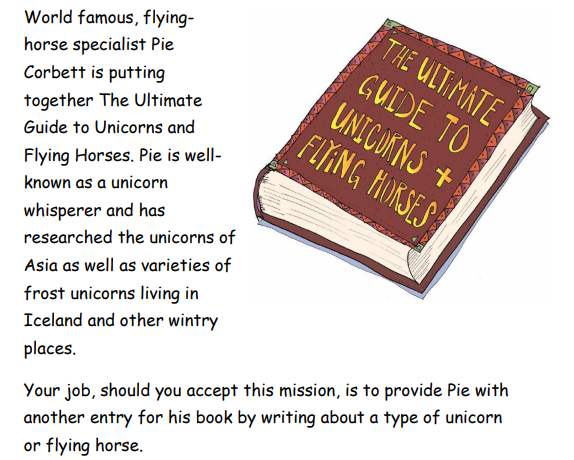 World famous, flying-
horse specialist Pie
Corbett is putting
together The Ultimate
Guide to Unicorns and
Flying Horses. Pie is well-
known as a unicorn
whisperer and has
researched the unicorns of
Asia as well as varieties of
frost unicorns living in
Iceland and other wintry
places.
THE ULTIMATE
GUIDE TO
UNICORNS +
FLYING HORSES
Your job, should you accept this mission, is to provide Pie with
another entry for his book by writing about a type of unicorn
or flying horse.